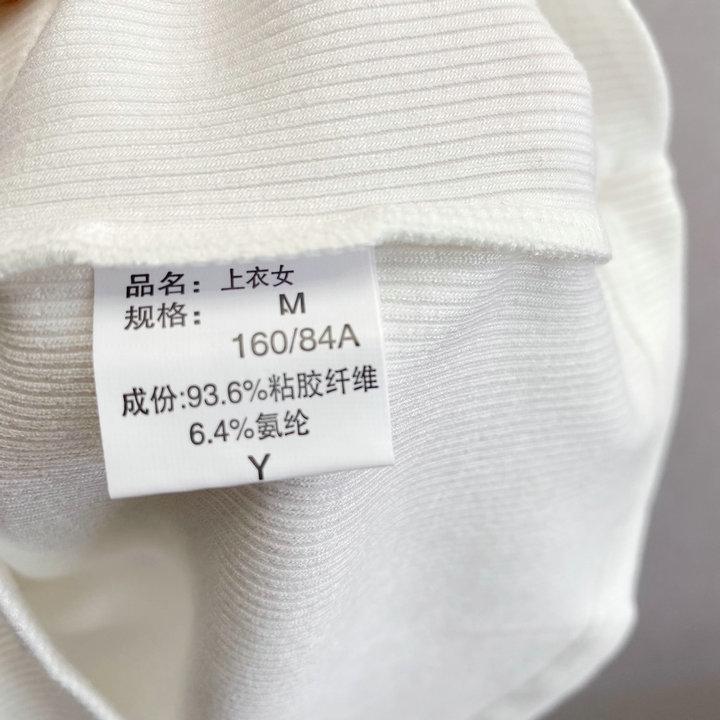 品名：上衣女
规格： M
160/84A
成份:93.6%粘胶纤维
6.4%氨纶
Y